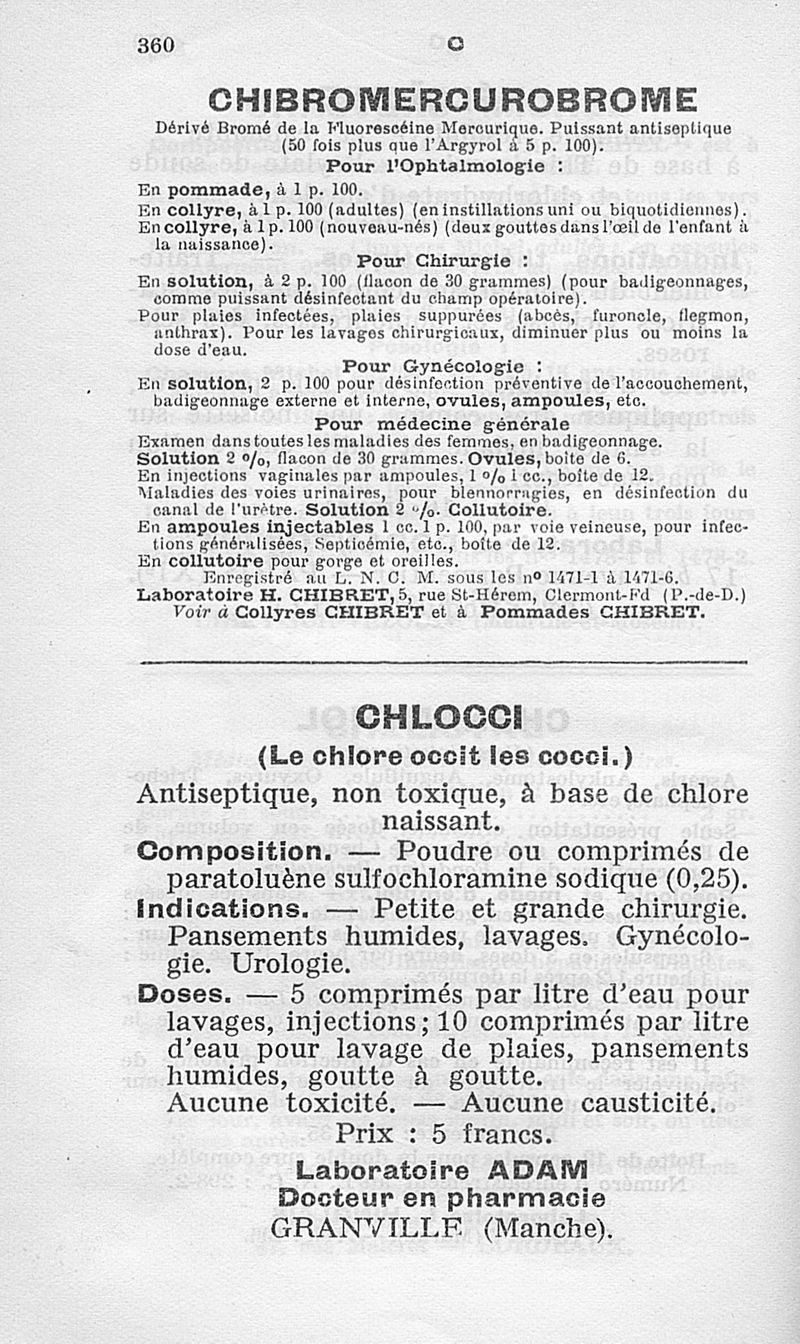 360
C
CHIBROMERCUROBROME
Dérivé Bromé de la Fluorescéine Mercurique. Puissant antiseptique
(50 fois plus que l'Argyrol à 5 p. 100).
Pour l'Ophtalmologie :
En pommade, à 1 p. 100.
En collyre, à 1 p. 100 (adultes) (en instillations uni ou biquotidiennes).
En collyre, à 1 p. 100 (nouveau-nés) (deux gouttes dans l'œil de l'enfant à
la naissance).
Pour Chirurgie :
En solution, à 2 p. 100 (flacon de 30 grammes) (pour badigeonnages,
comme puissant désinfectant du champ opératoire).
Pour plaies infectées, plaies suppurées (abcès, furoncle, flegmon,
anthrax). Pour les lavages chirurgicaux, diminuer plus ou moins la
dose d'eau.
Pour Gynécologie :
En solution, 2 p. 100 pour désinfection préventive de l'accouchement,
badigeonnage externe et interne, ovules, ampoules, etc.
Pour médecine générale
Examen dans toutes les maladies des femmes, en badigeonnage.
Solution 2 %, flacon de 30 grammes. Ovules, boîte de 6.
En injections vaginales par ampoules, 1 % 1 cc., boîte de 12.
Maladies des voies urinaires, pour blennorragies, en désinfection du
canal de l'urètre. Solution 2 %. Collutoire.
En ampoules injectables 1 cc. 1 p. 100, par voie veineuse, pour infec-
tions généralisées, Septicémie, etc., boîte de 12.
En collutoire pour gorge et oreilles.
Enregistré au L. N. C. M. sous les nº 1471-1 à 1471-6.
Laboratoire H. CHIBRET, 5, rue St-Hérem, Clermont-Fd (P.-de-D.)
Voir à Collyres CHIBRET et à Pommades CHIBRET.
CHLOCCI
(Le chlore occit les cocci.)
Antiseptique, non toxique, à base de chlore
naissant.
Composition. — Poudre ou comprimés de
paratoluène sulfochloramine sodique (0,25).
Indications. — Petite et grande chirurgie.
Pansements humides, lavages. Gynécolo-
gie. Urologie.
Doses. — 5 comprimés par litre d'eau pour
lavages, injections; 10 comprimés par litre
d'eau pour lavage de plaies, pansements
humides, goutte à goutte.
Aucune toxicité. — Aucune causticité.
Prix : 5 francs.
Laboratoire ADAM
Docteur en pharmacie
GRANVILLE (Manche).